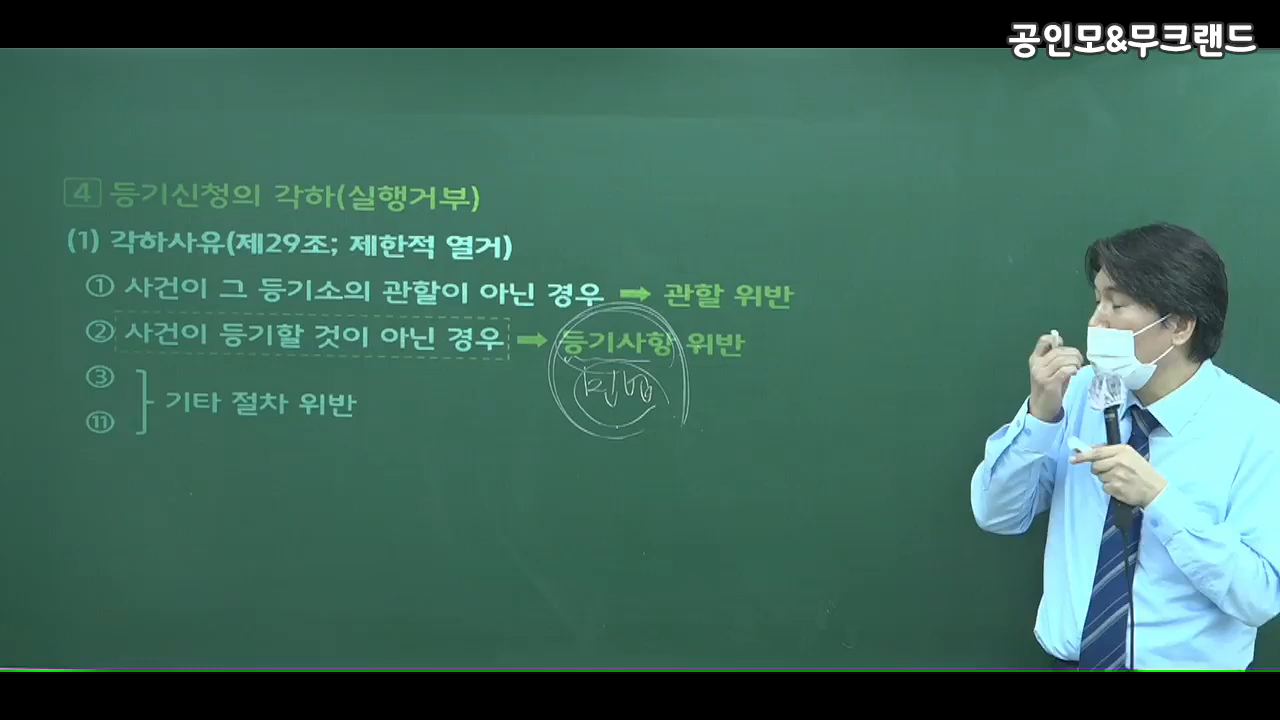 공인모&무크랜드
4 등기신청의 각하(실행거부)
(1) 각하사유(제29조; 제한적 열거)
① 사건이 그 등기소의 관할이 아닌 경우 ➡ 관할 위반
② 사건이 등기할 것이 아닌 경우 ➡ 등기사항 위반
민법
③
기타 절차 위반
⑪